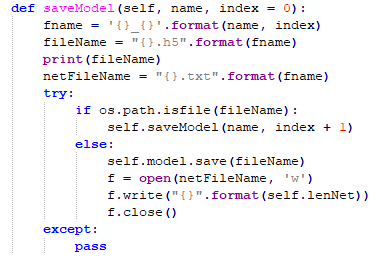 def saveModel(self, name, index = 0):
    fname = '{}_{}'.format(name, index)
    fileName = "{}.h5".format(fname)
    print(fileName)
    netFileName = "{}.txt".format(fname)
    try:
        if os.path.isfile(fileName):
            self.saveModel(name, index + 1)
        else:
            self.model.save(fileName)
            f = open(netFileName, 'w')
            f.write("{}".format(self.lenNet))
            f.close()
    except:
        pass